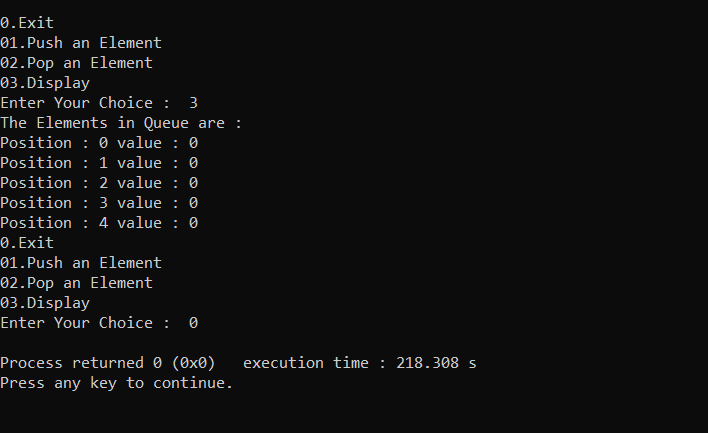 0.Exit
01.Push an Element
02.Pop an Element
03.Display
Enter Your Choice :  3
The Elements in Queue are :
Position : 0 value : 0
Position : 1 value : 0
Position : 2 value : 0
Position : 3 value : 0
Position : 4 value : 0
0.Exit
01.Push an Element
02.Pop an Element
03.Display
Enter Your Choice :  0
Process returned 0 (0x0)   execution time : 218.308 s
Press any key to continue.